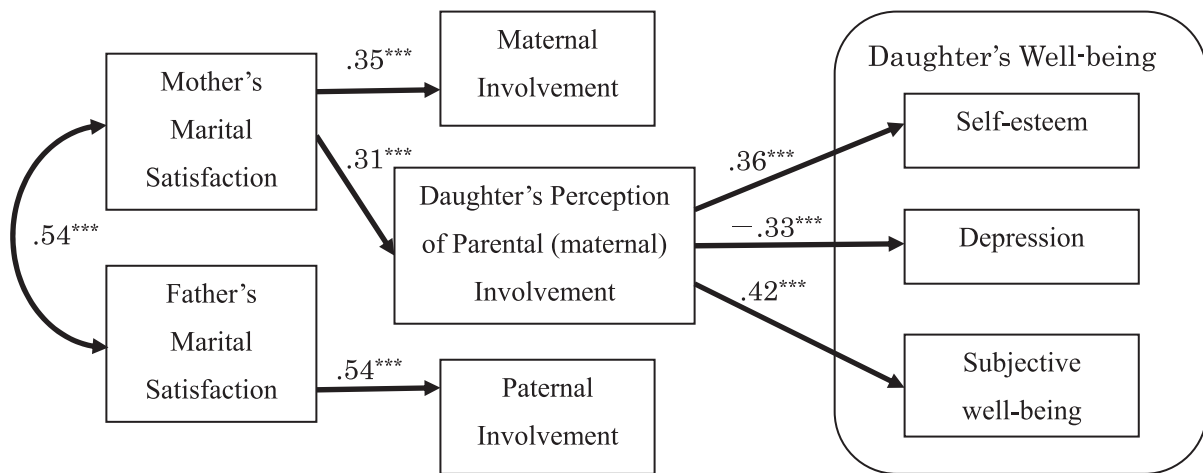 Mother’s
Marital
Satisfaction
.54***
Father’s
Marital
Satisfaction
.35***
.31***
.54***
Maternal
Involvement
Daughter’s Perception
of Parental (maternal)
Involvement
Paternal
Involvement
.36***
−.33***
.42***
Daughter’s Well-being
Self-esteem
Depression
Subjective
well-being